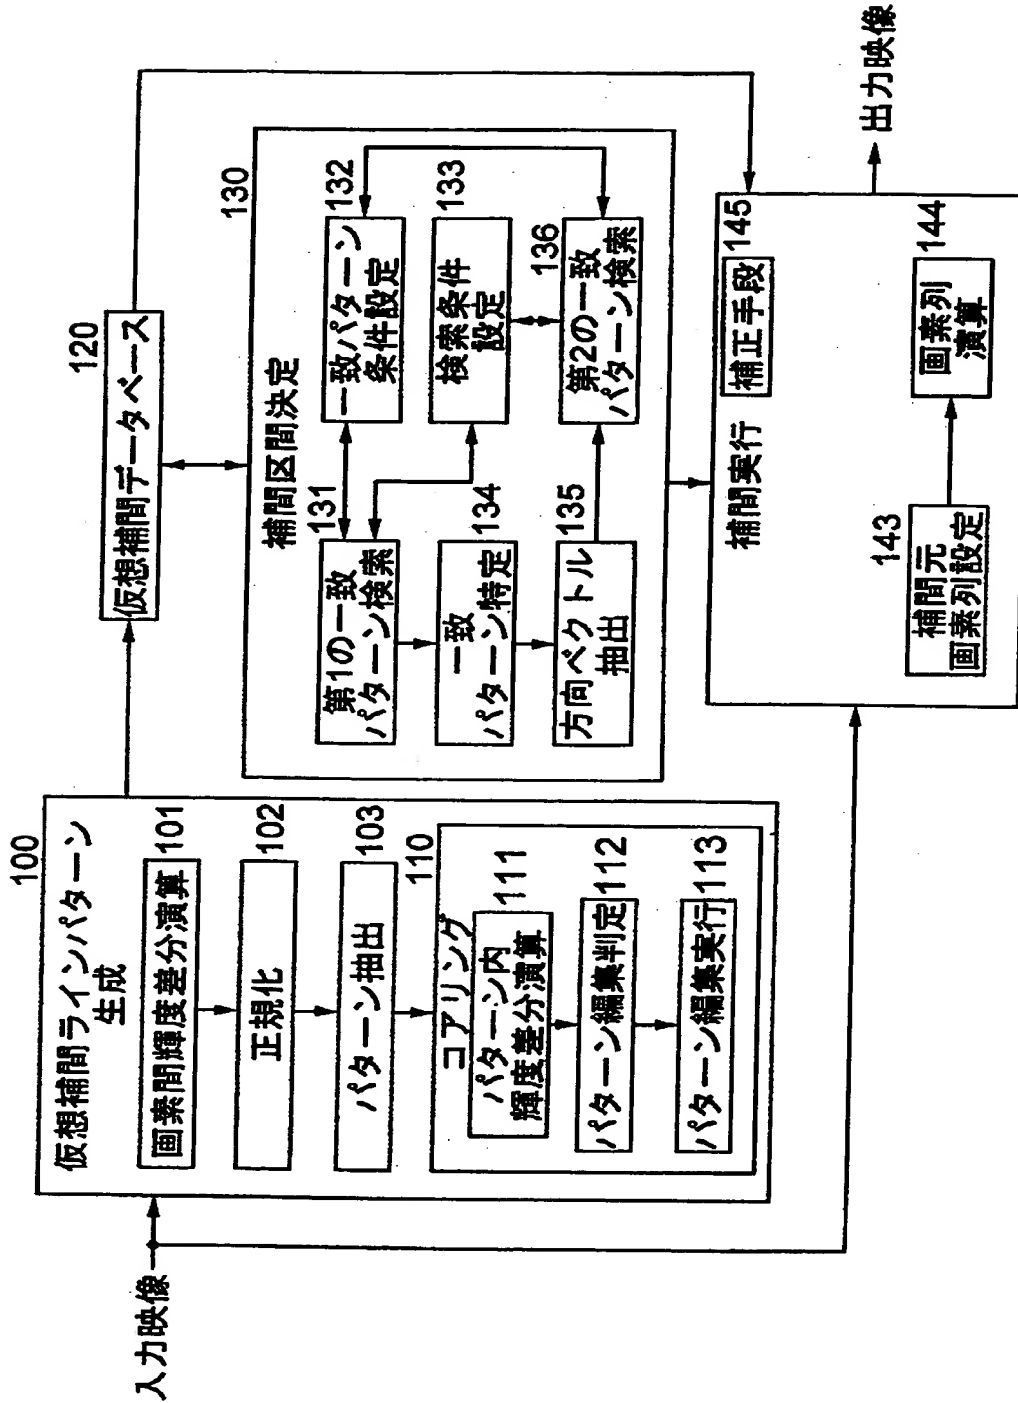 入力映像
100
仮想補間ラインパターン
生成
101
画素間輝度差分演算
102
正規化
103
パターン抽出
110
コアリング
111
パターン内
輝度差分演算
112
パターン編集判定
113
パターン編集実行
120
仮想補間データベース
130
補間区間決定
131
第1の一致
パターン検索
132
一致パターン
条件設定
133
検索条件
設定
134
一致
パターン特定
135
方向ベクトル
抽出
136
第2の一致
パターン検索
補間実行
145
補正手段
143
補間元
画素列設定
144
画素列
演算
出力映像